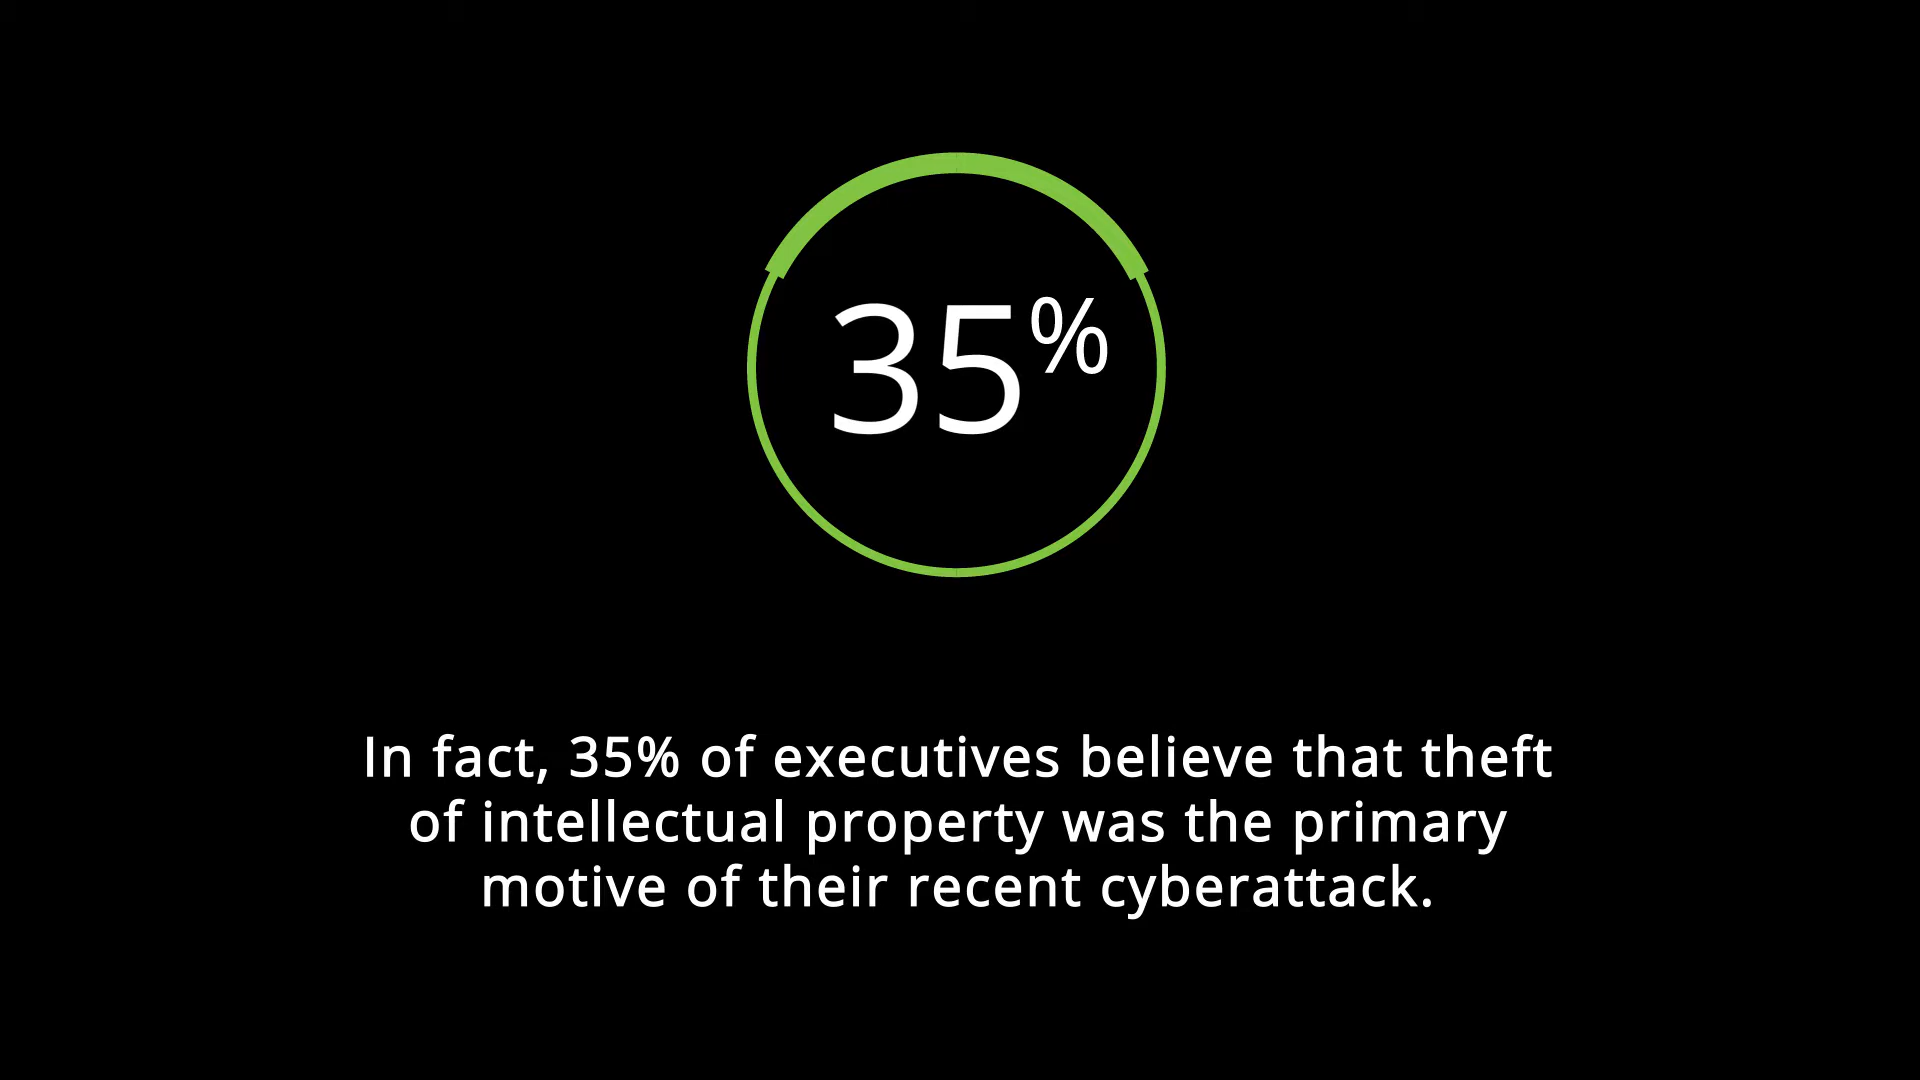 35%
In fact, 35% of executives believe that theft
of intellectual property was the primary
motive of their recent cyberattack.